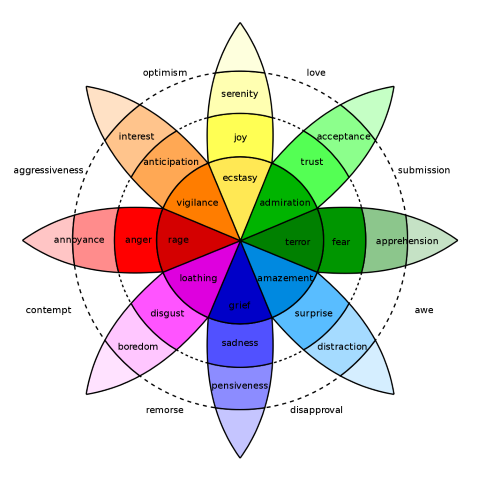 optimism
love
serenity
interest
acceptance
joy
anticipation
trust
aggressiveness
submission
ecstasy
vigilance
admiration
annoyance
anger
rage
terror
fear
apprehension
loathing
amazement
grief
contempt
awe
disgust
surprise
sadness
boredom
distraction
pensiveness
remorse
disapproval